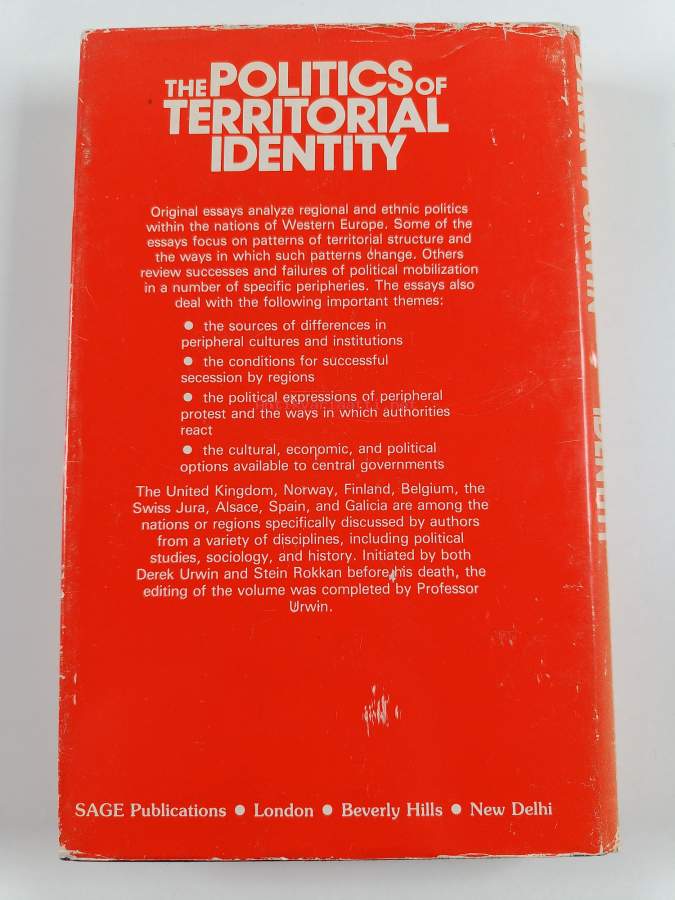 THE POLITICS OF
TERRITORIAL
IDENTITY
Original essays analyze regional and ethnic politics
within the nations of Western Europe. Some of the
essays focus on patterns of territorial structure and
the ways in which such patterns change. Others
review successes and failures of political mobilization
in a number of specific peripheries. The essays also
deal with the following important themes:
● the sources of differences in
peripheral cultures and institutions
● the conditions for successful
secession by regions
● the political expressions of peripheral
protest and the ways in which authorities
react
● the cultural, economic, and political
options available to central governments
The United Kingdom, Norway, Finland, Belgium, the
Swiss Jura, Alsace, Spain, and Galicia are among the
nations or regions specifically discussed by authors
from a variety of disciplines, including political
studies, sociology, and history. Initiated by both
Derek Urwin and Stein Rokkan before his death, the
editing of the volume was completed by Professor
Urwin.
SAGE Publications ● London ● Beverly Hills ● New Delhi